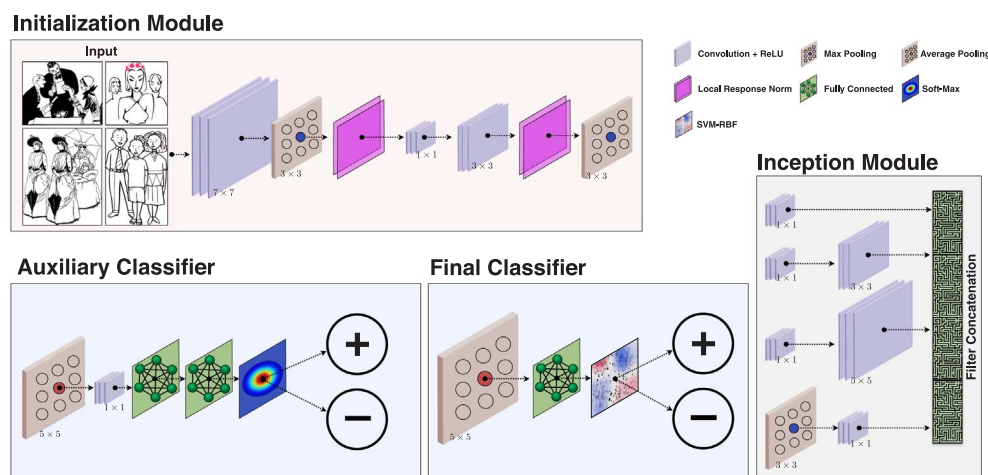 Initialization Module
Input
7 × 7
3 × 3
1 × 1
3 × 3
3 × 3
Convolution + ReLU
Max Pooling
Average Pooling
Local Response Norm
Fully Connected
Soft-Max
SVM-RBF
Auxiliary Classifier
5 × 5
1 × 1
+
−
Final Classifier
5 × 5
+
−
Inception Module
1 × 1
1 × 1
3 × 3
1 × 1
5 × 5
3 × 3
1 × 1
Filter Concatenation